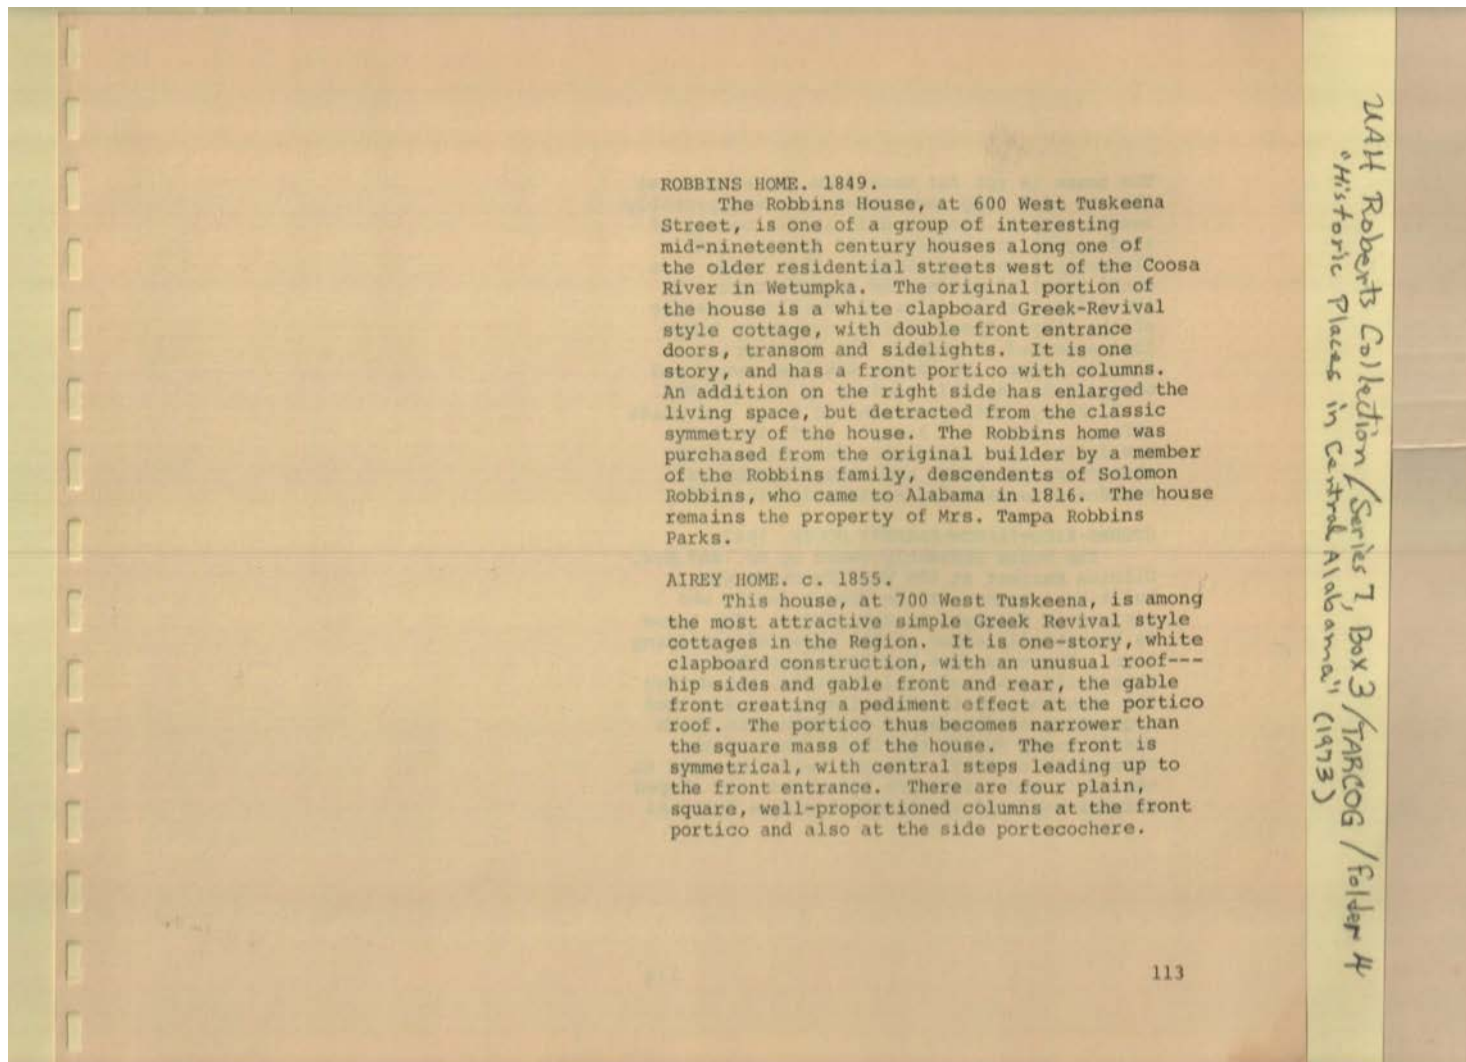 ROBBINS HOME. 1849.
The Robbins House, at 600 West Tuskeena
Street, is one of a group of interesting
mid-nineteenth century houses along one of
the older residential streets west of the Coosa
River in Wetumpka. The original portion of
the house is a white clapboard Greek-Revival
style cottage, with double front entrance
doors, transom and sidelights. It is one
story, and has a front portico with columns.
An addition on the right side has enlarged the
living space, but detracted from the classic
symmetry of the house. The Robbins home was
purchased from the original builder by a member
of the Robbins family, descendents of Solomon
Robbins, who came to Alabama in 1816. The house
remains the property of Mrs. Tampa Robbins
Parks.
AIREY HOME. c. 1855.
This house, at 700 West Tuskeena, is among
the most attractive simple Greek Revival style
cottages in the Region. It is one-story, white
clapboard construction, with an unusual roof---
hip sides and gable front and rear, the gable
front creating a pediment effect at the portico
roof. The portico thus becomes narrower than
the square mass of the house. The front is
symmetrical, with central steps leading up to
the front entrance. There are four plain,
square, well-proportioned columns at the front
portico and also at the side portecochere.
113
UAH Roberts Collection/Series 7, Box 3/TARCOG/folder 4
"Historic Places in Central Alabama" (1973)